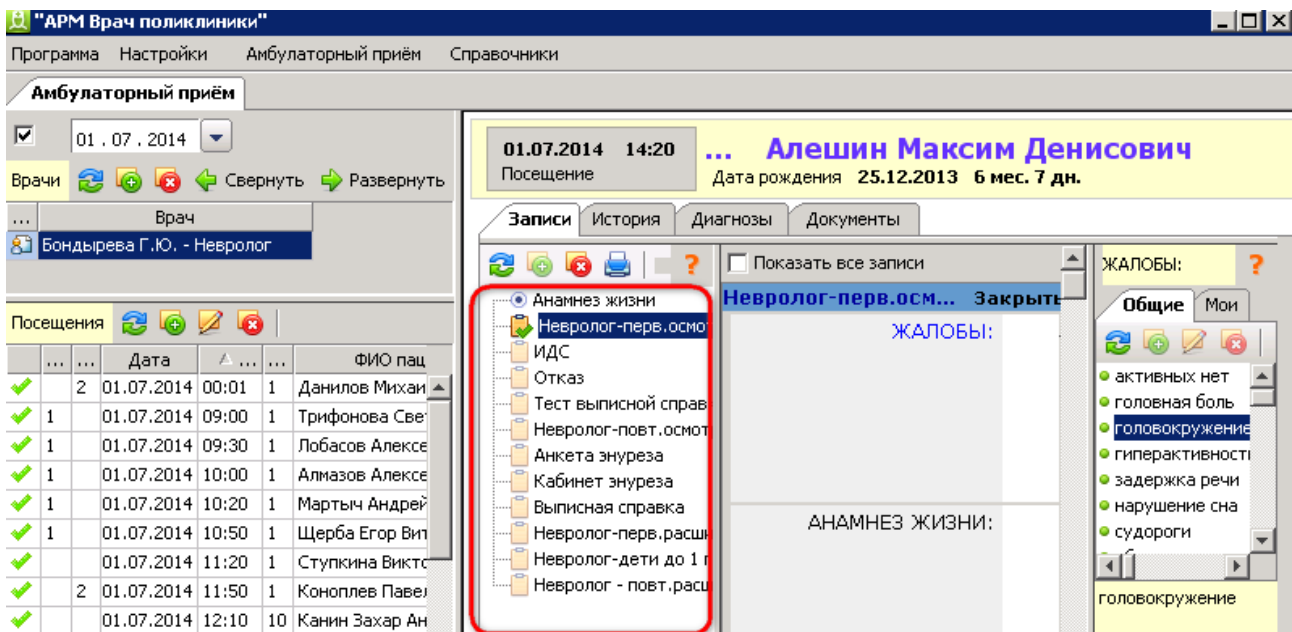 "АРМ Врач поликлиники"
Программа Настройки Амбулаторный приём Справочники
Амбулаторный приём
01 . 07 . 2014
Врачи Свернуть Развернуть
... Врач
Бондырева Г.Ю. - Невролог
Посещения
... ... Дата ... ... ФИО пац
2 01.07.2014 00:01 1 Данилов Михаи
1 01.07.2014 09:00 1 Трифонова Све
1 01.07.2014 09:30 1 Лобасов Алексе
1 01.07.2014 10:00 1 Алмазов Алексе
1 01.07.2014 10:20 1 Мартыч Андрей
1 01.07.2014 10:50 1 Щерба Егор Вит
01.07.2014 11:20 1 Ступкина Викто
2 01.07.2014 11:50 1 Коноплев Павел
01.07.2014 12:10 10 Канин Захар Ан
01.07.2014 14:20 ... Алешин Максим Денисович
Посещение Дата рождения 25.12.2013 6 мес. 7 дн.
Записи История Диагнозы Документы
?
Анамнез жизни
Невролог-перв.осмо
ИДС
Отказ
Тест выписной справ
Невролог-повт.осмот
Анкета энуреза
Кабинет энуреза
Выписная справка
Невролог-перв.расши
Невролог-дети до 1 г
Невролог - повт.расш
Показать все записи
Невролог-перв.осм... Закрыть
ЖАЛОБЫ:
АНАМНЕЗ ЖИЗНИ:
ЖАЛОБЫ: ?
Общие Мои
активных нет
головная боль
головокружение
гиперактивность
задержка речи
нарушение сна
судороги
головокружение